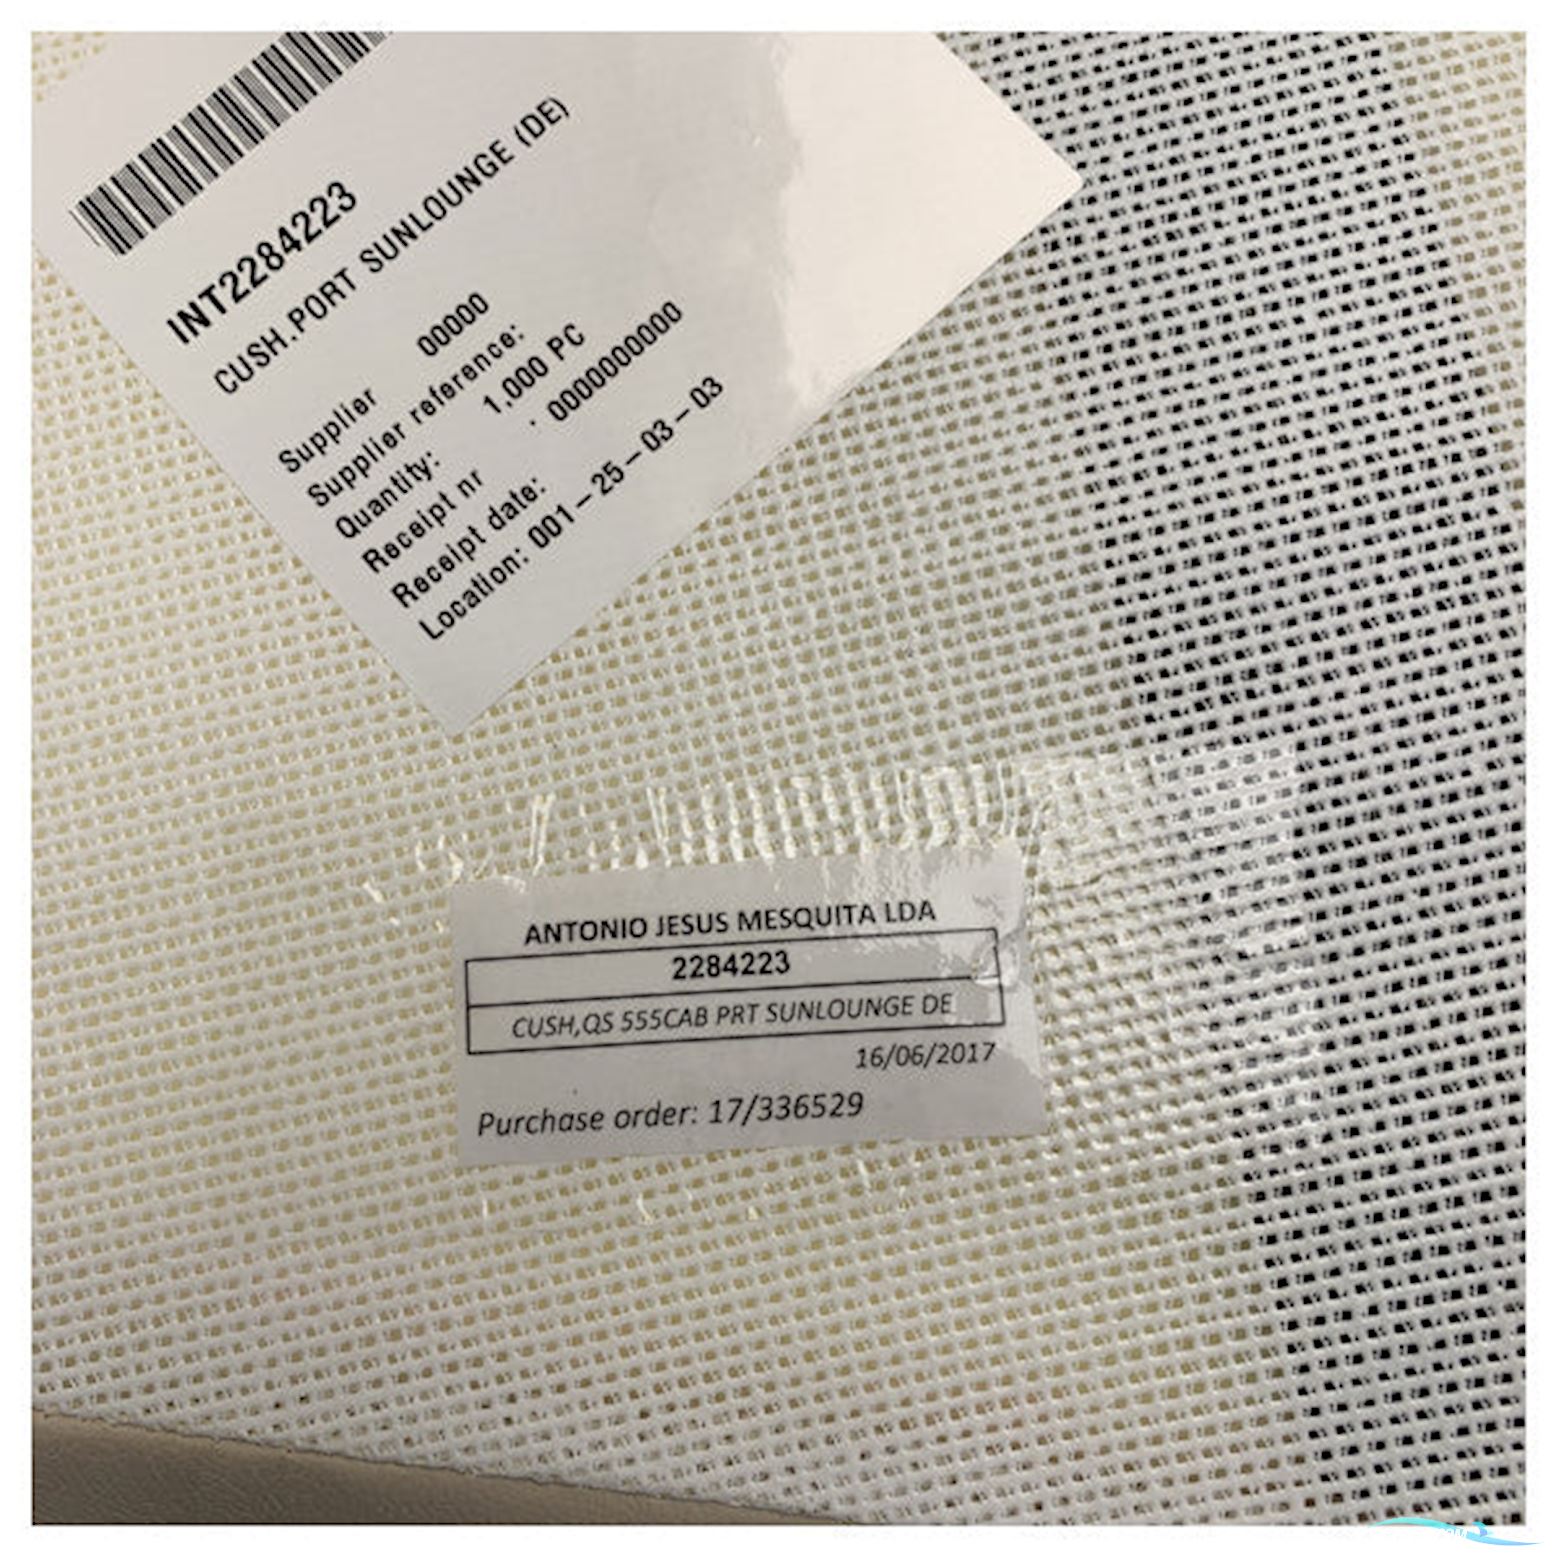 INT2284223
CUSH.PORT SUNLOUNGE (DE)
Supplier 00000
Supplier reference:
Quantity: 1,000 PC
Receipt nr . 0000000000
Receipt date:
Location: 001-25-03-03
ANTONIO JESUS MESQUITA LDA
2284223
CUSH,QS 555CAB PRT SUNLOUNGE DE
16/06/2017
Purchase order: 17/336529